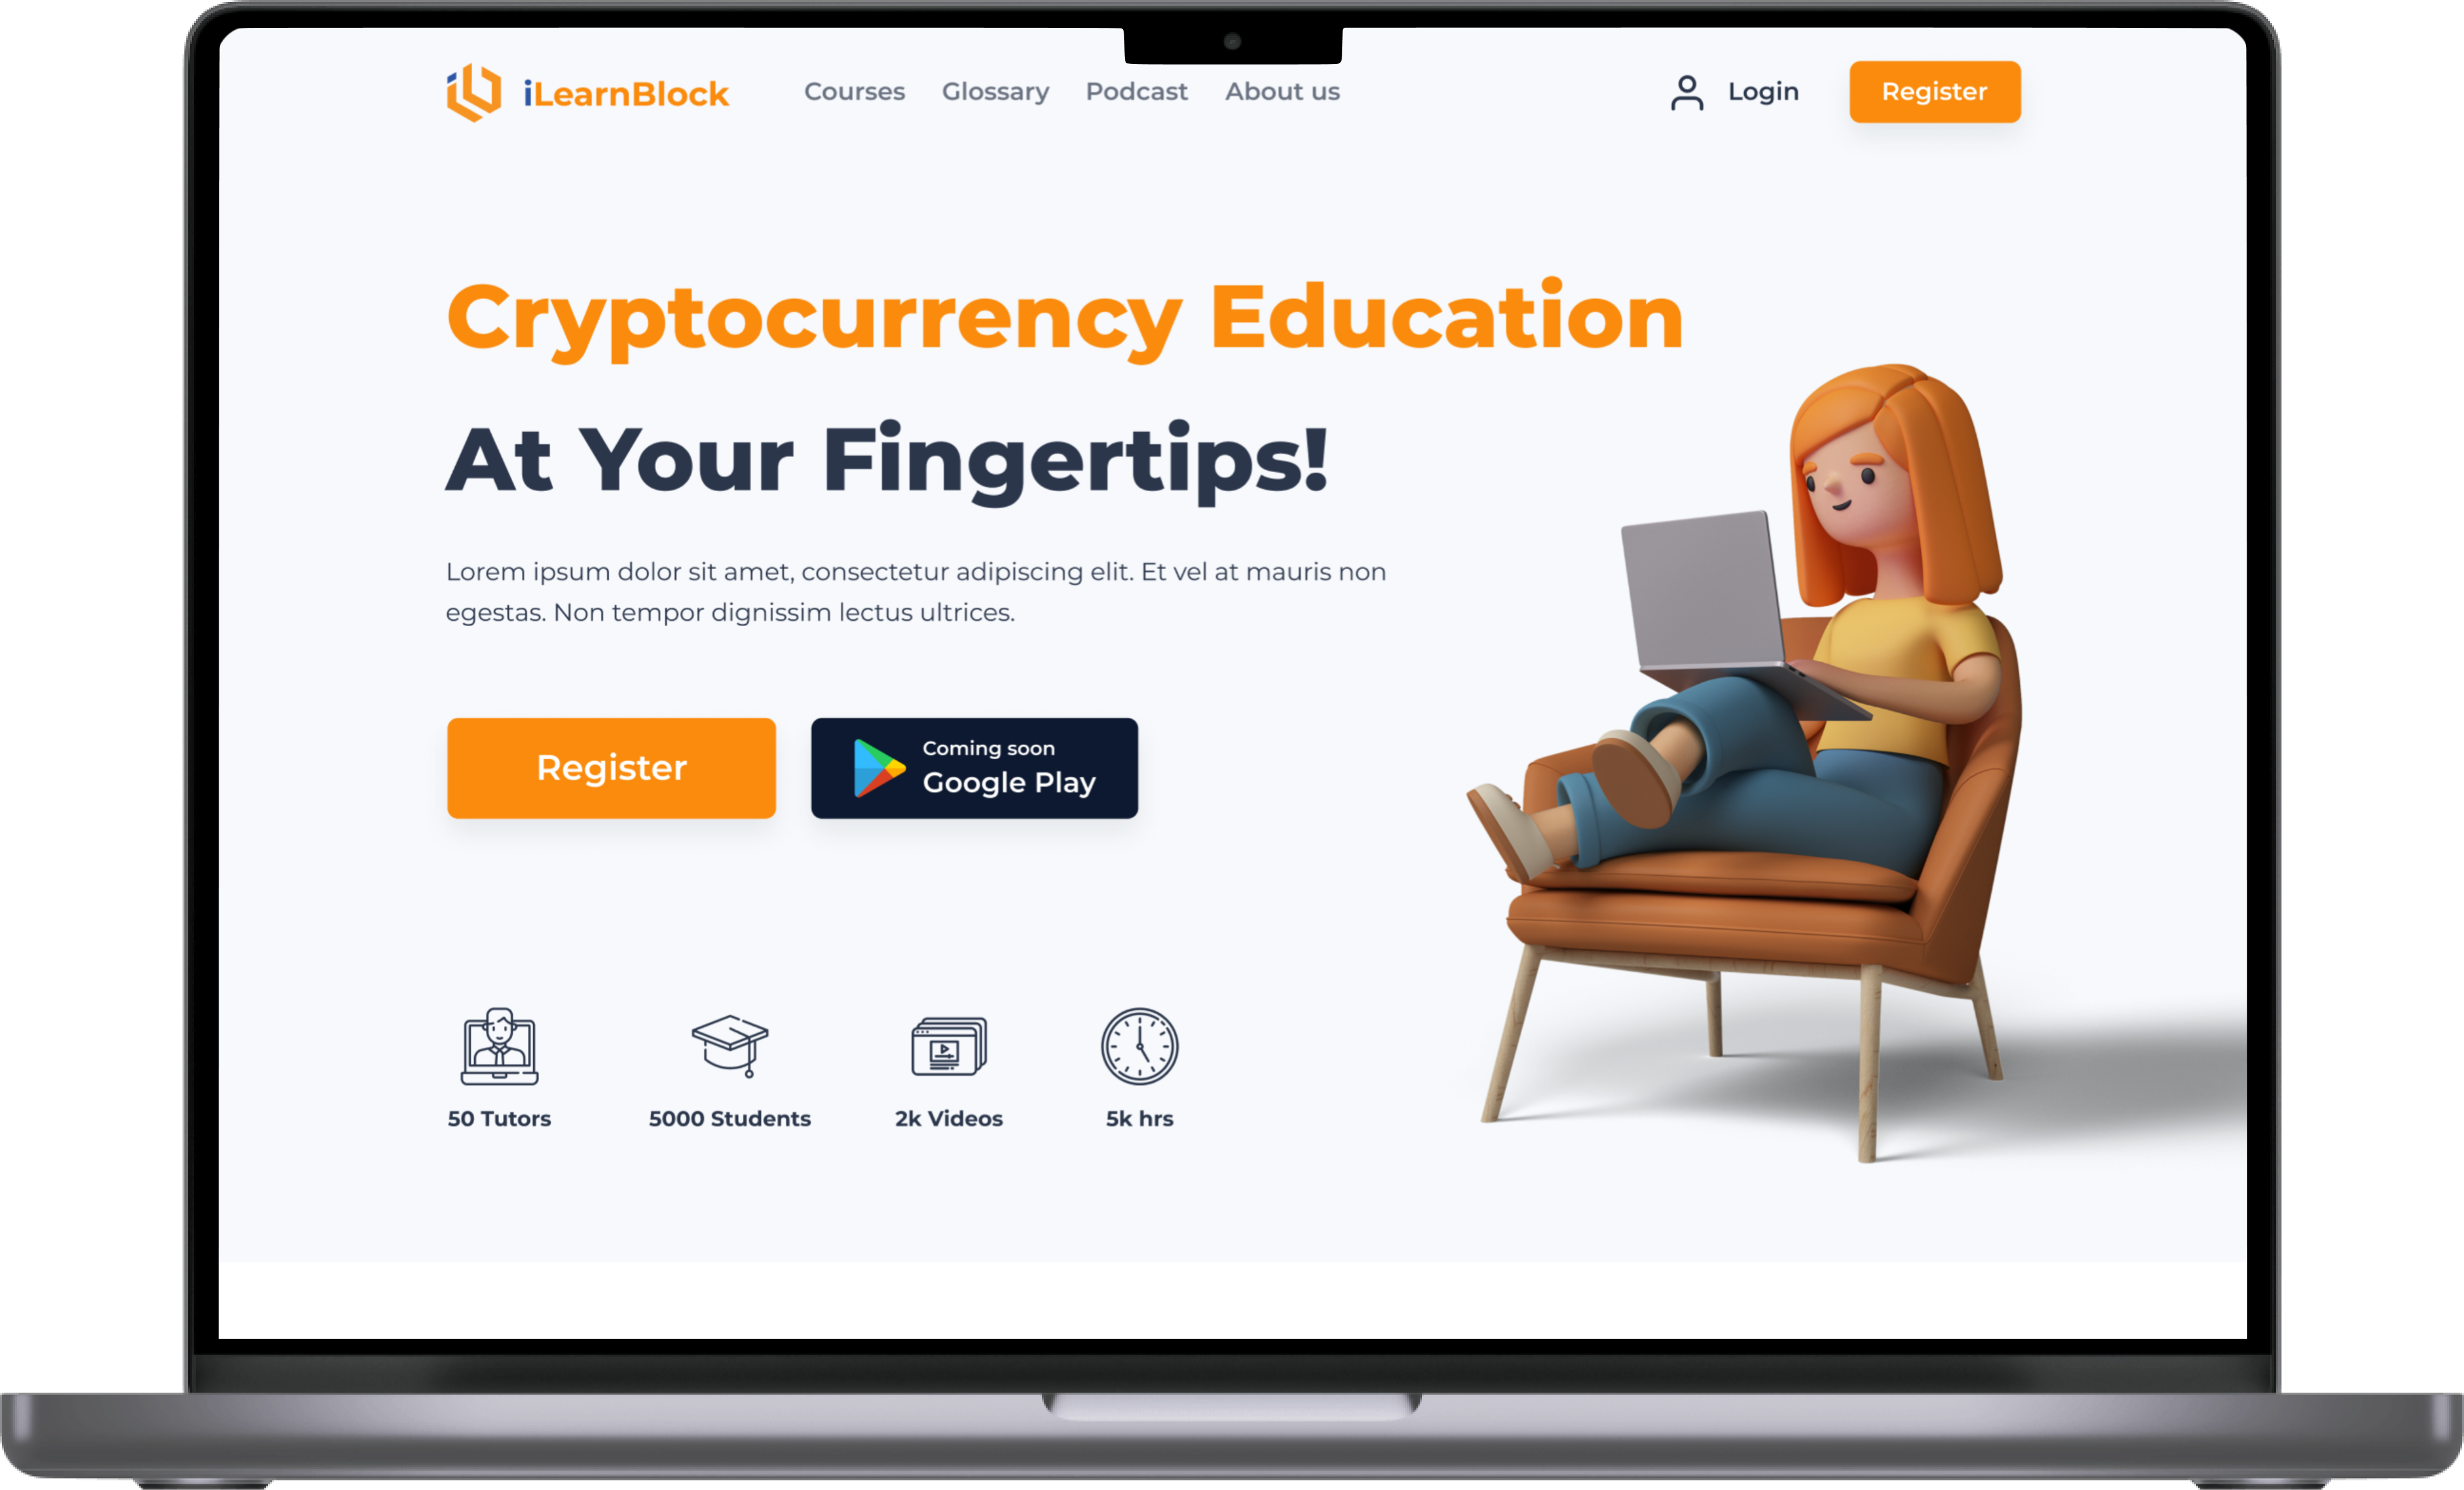 iLearnBlock
Courses Glossary Podcast About us
Login
Register
Cryptocurrency Education
At Your Fingertips!
Lorem ipsum dolor sit amet, consectetur adipiscing elit. Et vel at mauris non
egestas. Non tempor dignissim lectus ultrices.
Register
Coming soon
Google Play
50 Tutors
5000 Students
2k Videos
5k hrs